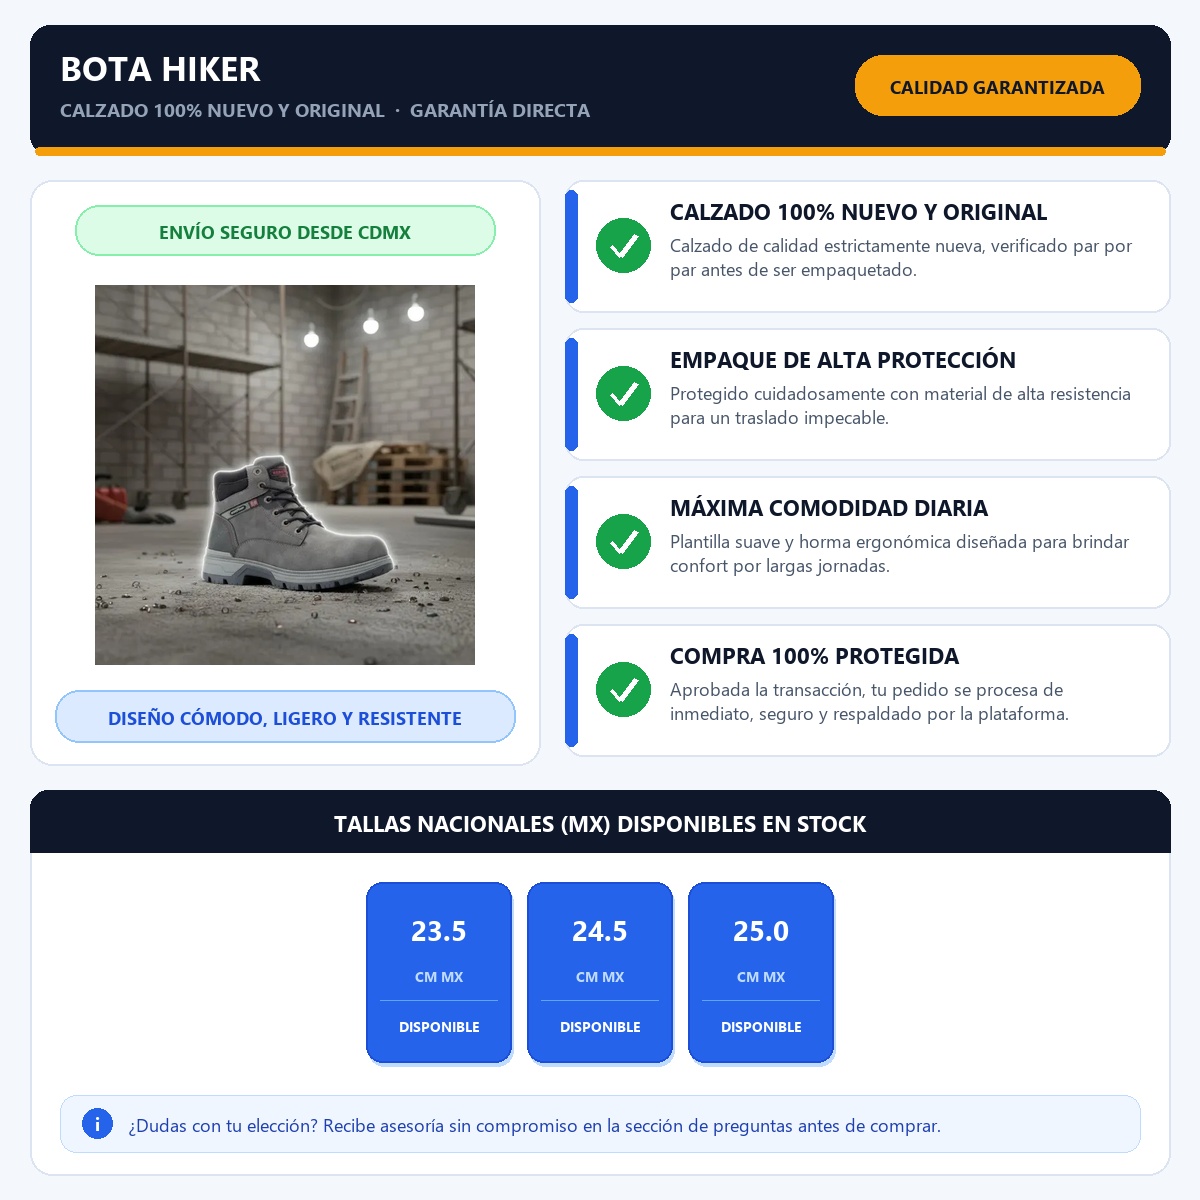 BOTA HIKER
CALZADO 100% NUEVO Y ORIGINAL · GARANTÍA DIRECTA
CALIDAD GARANTIZADA
ENVÍO SEGURO DESDE CDMX
DISEÑO CÓMODO, LIGERO Y RESISTENTE
CALZADO 100% NUEVO Y ORIGINAL
Calzado de calidad estrictamente nueva, verificado par por
par antes de ser empaquetado.
EMPAQUE DE ALTA PROTECCIÓN
Protegido cuidadosamente con material de alta resistencia
para un traslado impecable.
MÁXIMA COMODIDAD DIARIA
Plantilla suave y horma ergonómica diseñada para brindar
confort por largas jornadas.
COMPRA 100% PROTEGIDA
Aprobada la transacción, tu pedido se procesa de
inmediato, seguro y respaldado por la plataforma.
TALLAS NACIONALES (MX) DISPONIBLES EN STOCK
23.5
CM MX
DISPONIBLE
24.5
CM MX
DISPONIBLE
25.0
CM MX
DISPONIBLE
¿Dudas con tu elección? Recibe asesoría sin compromiso en la sección de preguntas antes de comprar.